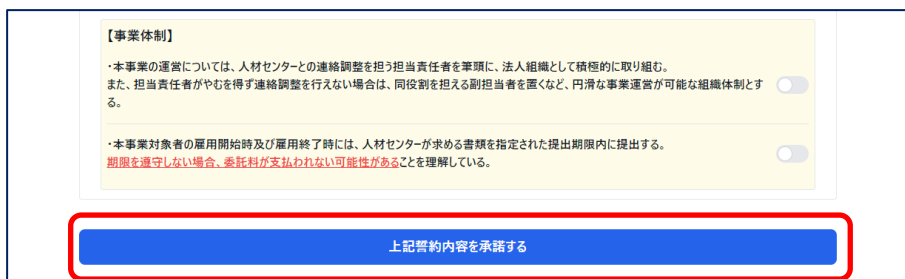 【事業体制】
・本事業の運営については、人材センターとの連絡調整を担う担当責任者を筆頭に、法人組織として積極的に取り組む。
また、担当責任者がやむを得ず連絡調整を行えない場合は、同役割を担える副担当者を置くなど、円滑な事業運営が可能な組織体制とす
る。
・本事業対象者の雇用開始時及び雇用終了時には、人材センターが求める書類を指定された提出期限内に提出する。
期限を遵守しない場合、委託料が支払われない可能性があることを理解している。
上記誓約内容を承諾する